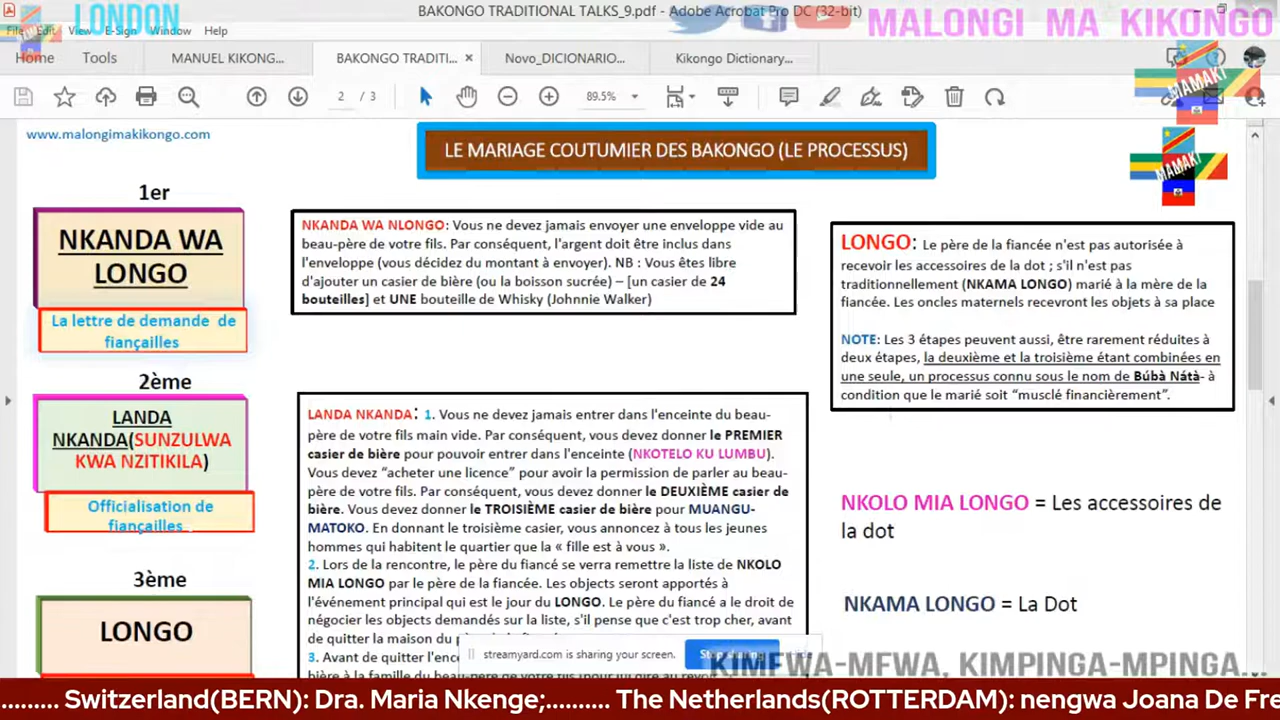 BAKONGO TRADITIONAL TALKS_9.pdf - Adobe Acrobat Pro DC (32-bit)
LONDON
MALONGI MA KIKONGO
File Edit View E-Sign Window Help
Home Tools MANUEL KIKONG... BAKONGO TRADITI... × Novo_DICIONARIO... Kikongo Dictionary...
2 / 3 89.5%
MAMAKI
www.malongimakikongo.com
LE MARIAGE COUTUMIER DES BAKONGO (LE PROCESSUS)
MAMAKI
1er
NKANDA WA
LONGO
La lettre de demande de
fiançailles
2ème
LANDA
NKANDA(SUNZULWA
KWA NZITIKILA)
Officialisation de
fiançailles
3ème
LONGO
NKANDA WA NLONGO: Vous ne devez jamais envoyer une enveloppe vide au
beau-père de votre fils. Par conséquent, l'argent doit être inclus dans
l'enveloppe (vous décidez du montant à envoyer). NB : Vous êtes libre
d'ajouter un casier de bière (ou la boisson sucrée) – [un casier de 24
bouteilles] et UNE bouteille de Whisky (Johnnie Walker)
LANDA NKANDA: 1. Vous ne devez jamais entrer dans l'enceinte du beau-
père de votre fils main vide. Par conséquent, vous devez donner le PREMIER
casier de bière pour pouvoir entrer dans l'enceinte (NKOTELO KU LUMBU).
Vous devez “acheter une licence” pour avoir la permission de parler au beau-
père de votre fils. Par conséquent, vous devez donner le DEUXIÈME casier de
bière. Vous devez donner le TROISIÈME casier de bière pour MUANGU-
MATOKO. En donnant le troisième casier, vous annoncez à tous les jeunes
hommes qui habitent le quartier que la « fille est à vous ».
2. Lors de la rencontre, le père du fiancé se verra remettre la liste de NKOLO
MIA LONGO par le père de la fiancée. Les objets seront apportés à
l'événement principal qui est le jour du LONGO. Le père du fiancé a le droit de
négocier les objets demandés sur la liste, s'il pense que c'est trop cher, avant
de quitter la maison du
3. Avant de quitter l'ence
LONGO: Le père de la fiancée n'est pas autorisée à
recevoir les accessoires de la dot ; s'il n'est pas
traditionnellement (NKAMA LONGO) marié à la mère de la
fiancée. Les oncles maternels recevront les objets à sa place
NOTE: Les 3 étapes peuvent aussi, être rarement réduites à
deux étapes, la deuxième et la troisième étant combinées en
une seule, un processus connu sous le nom de Búbà Nátà- à
condition que le marié soit “musclé financièrement”.
NKOLO MIA LONGO = Les accessoires de
la dot
NKAMA LONGO = La Dot
streamyard.com is sharing your screen. Stop sharing Hide
KIMFWA-MFWA, KIMPINGA-MPINGA...
......... Switzerland(BERN): Dra. Maria Nkenge;.......... The Netherlands(ROTTERDAM): nengwa Joana De Fre